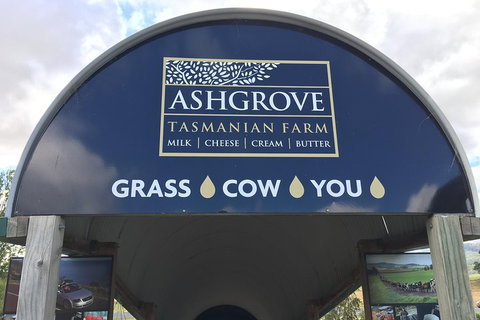 ASHGROVE
TASMANIAN FARM
MILK | CHEESE | CREAM | BUTTER
GRASS COW YOU